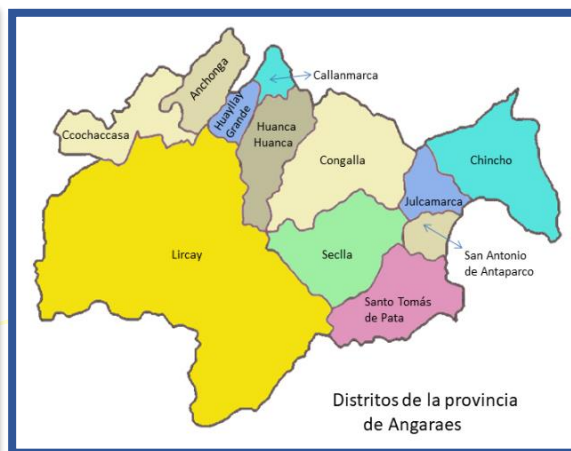 Anchonga
Callanmarca
Huayllay
Grande
Ccochaccasa
Huanca
Huanca
Congalla
Chincho
Julcamarca
Lircay
Seclla
San Antonio
de Antaparco
Santo Tomás
de Pata
Distritos de la provincia
de Angaraes